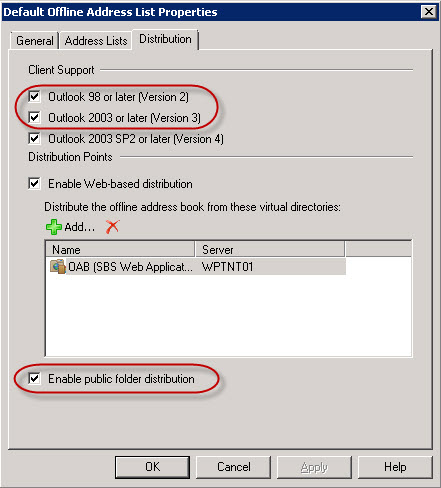 Default Offline Address List Properties
General Address Lists Distribution
Client Support
Outlook 98 or later (Version 2)
Outlook 2003 or later (Version 3)
Outlook 2003 SP2 or later (Version 4)
Distribution Points
Enable Web-based distribution
Distribute the offline address book from these virtual directories:
Add...
Name Server
OAB (SBS Web Applicat... WPTNT01
Enable public folder distribution
OK Cancel Apply Help